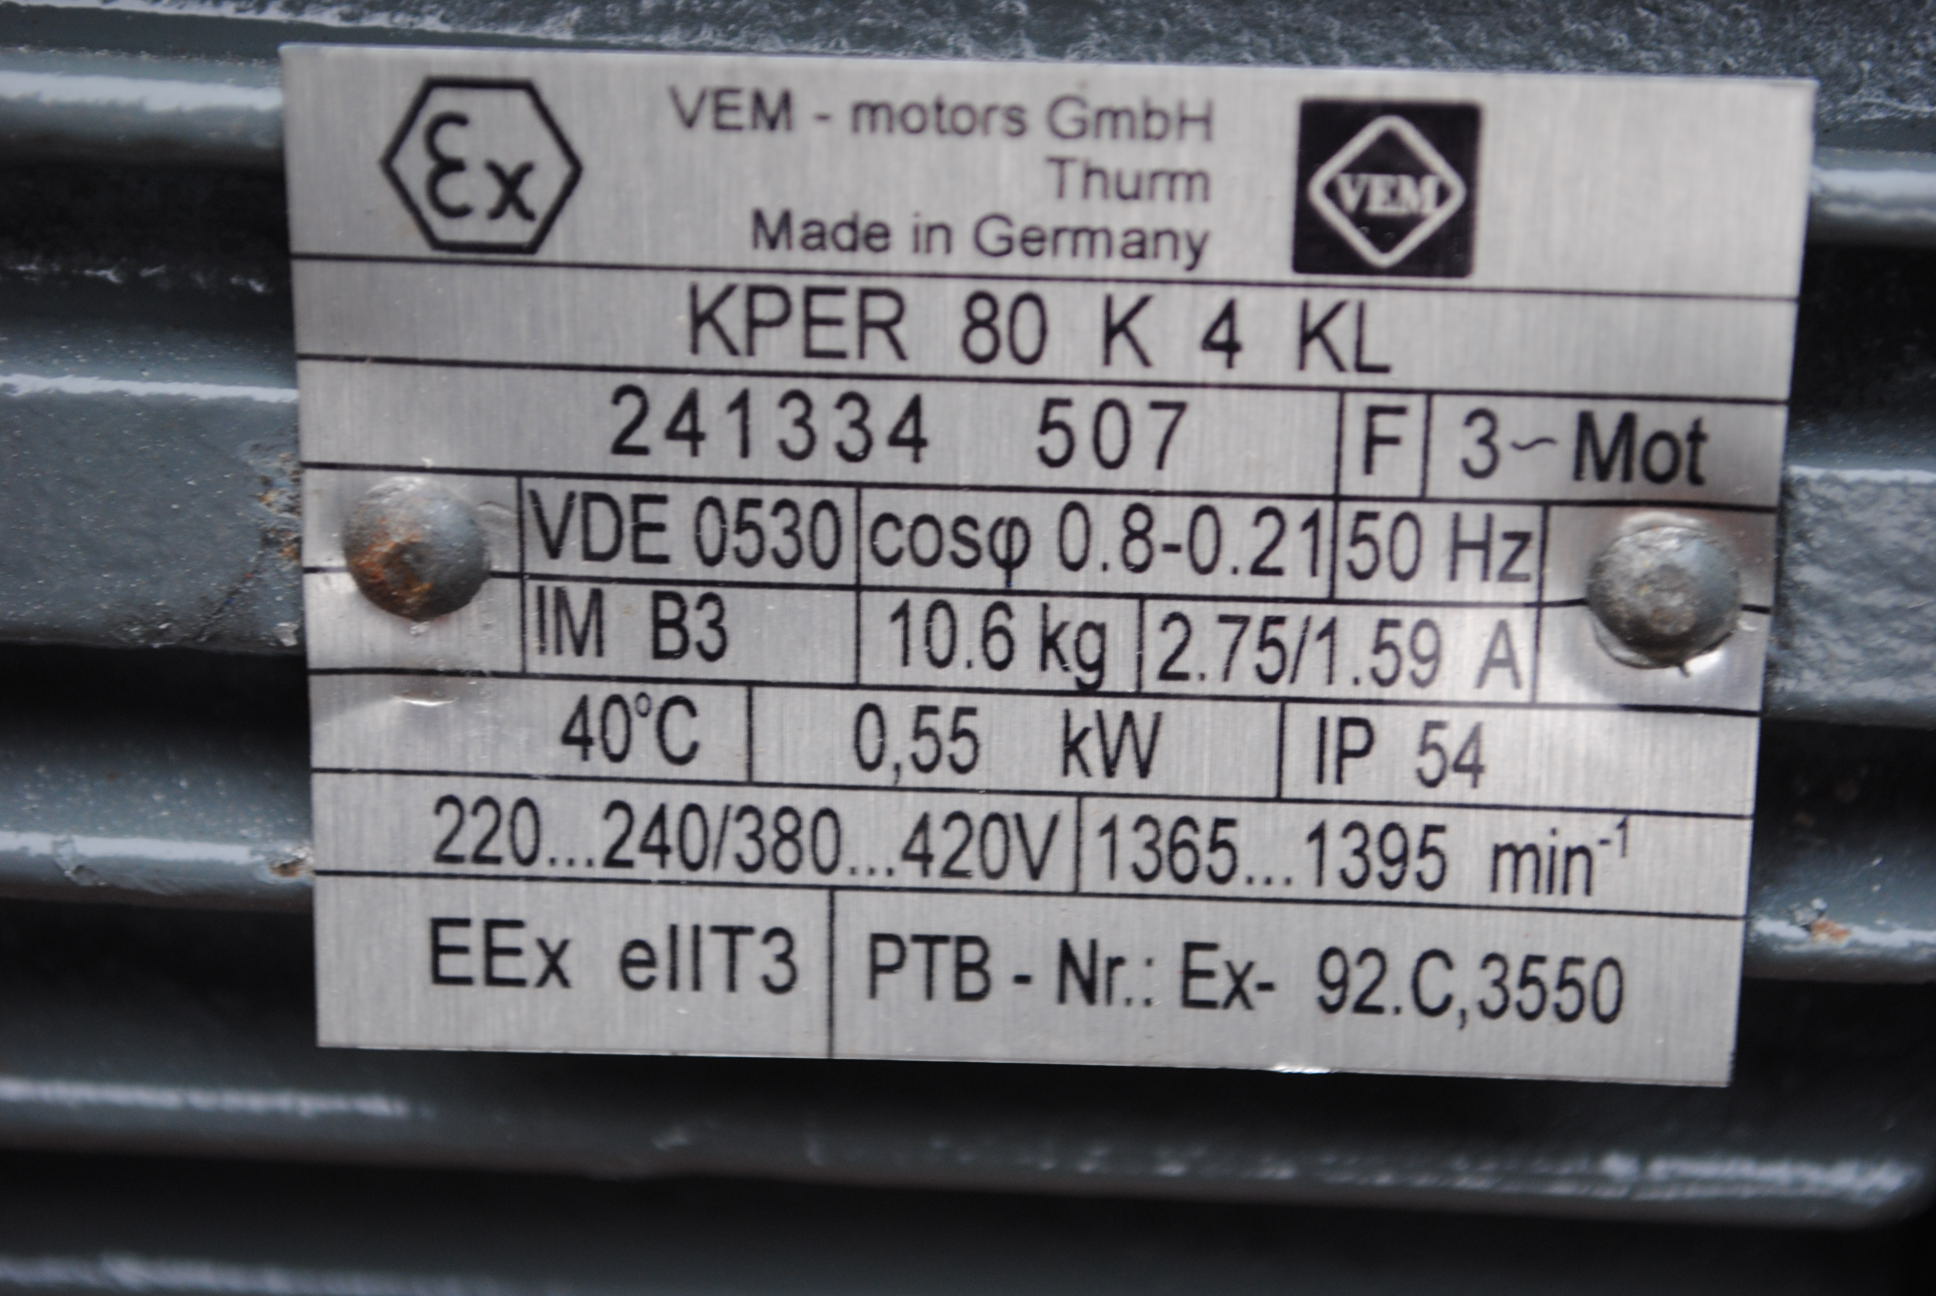 Ex
VEM - motors GmbH
Thurm
Made in Germany
VEM
KPER 80 K 4 KL
241334 507 F 3~Mot
VDE 0530 cosφ 0.8-0.21 50 Hz
IM B3 10.6 kg 2.75/1.59 A
40°C 0,55 kW IP 54
220...240/380...420V 1365...1395 min⁻¹
EEx eIIT3 PTB - Nr.: Ex- 92.C,3550